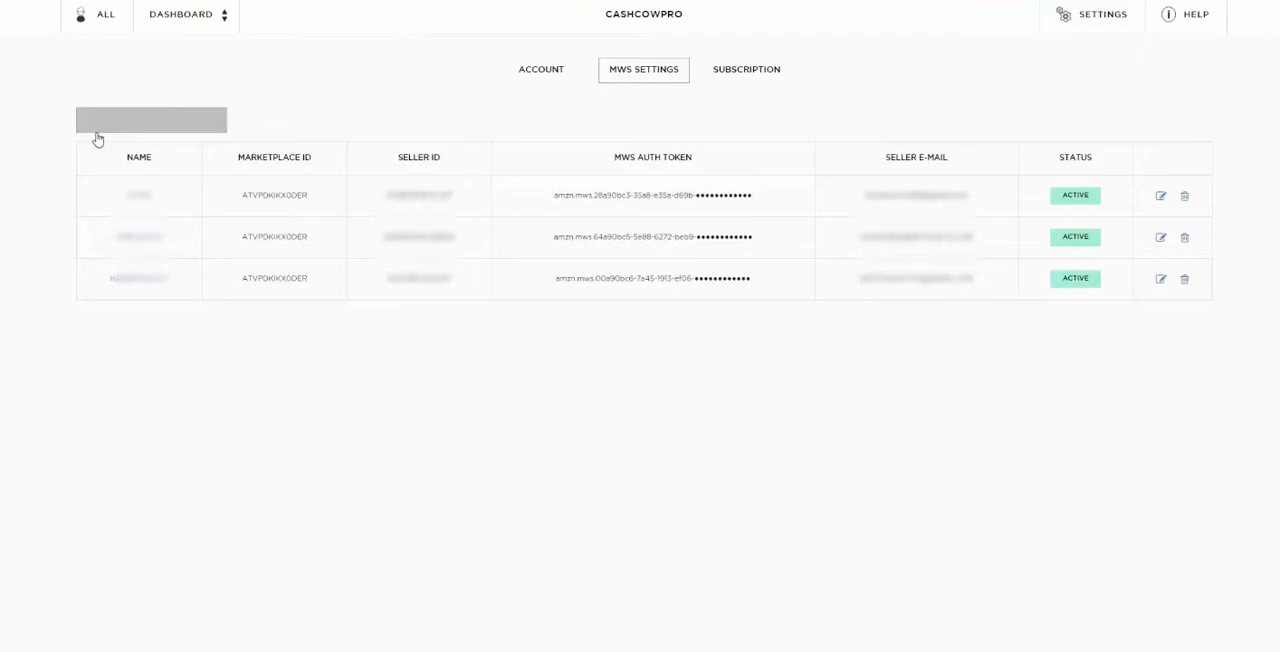 ALL DASHBOARD CASHCOWPRO SETTINGS HELP
ACCOUNT MWS SETTINGS SUBSCRIPTION
NAME MARKETPLACE ID SELLER ID MWS AUTH TOKEN SELLER E-MAIL STATUS
ATVPDKIKX0DER amzn.mws.28a90bc3-35a8-e35a-d69b-●●●●●●●●●●●● ACTIVE
ATVPDKIKX0DER amzn.mws.64a90bc5-5e88-6272-beb9-●●●●●●●●●●●● ACTIVE
ATVPDKIKX0DER amzn.mws.00a90bc6-7a45-1913-ef06-●●●●●●●●●●●● ACTIVE